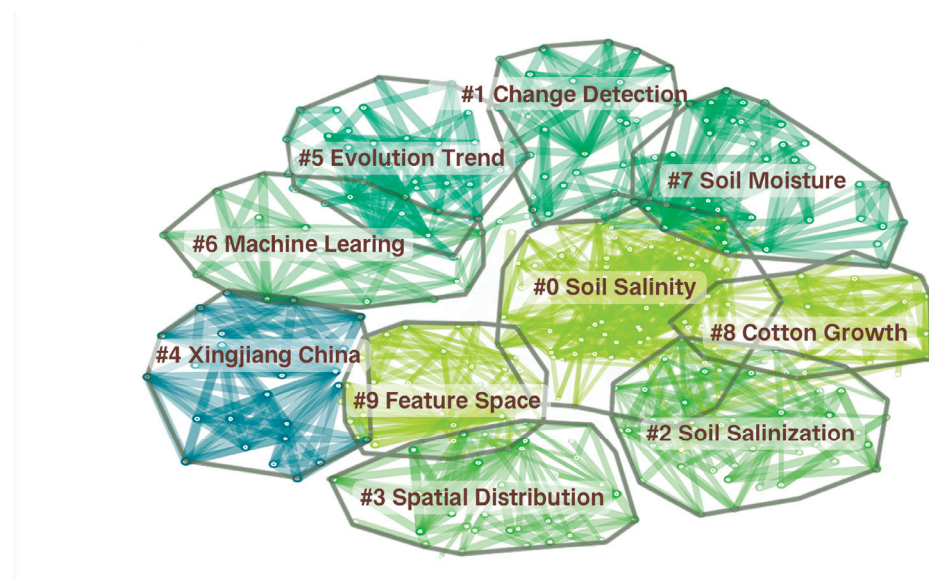 #1 Change Detection
#5 Evolution Trend
#7 Soil Moisture
#6 Machine Learing
#0 Soil Salinity
#8 Cotton Growth
#4 Xingjiang China
#9 Feature Space
#2 Soil Salinization
#3 Spatial Distribution